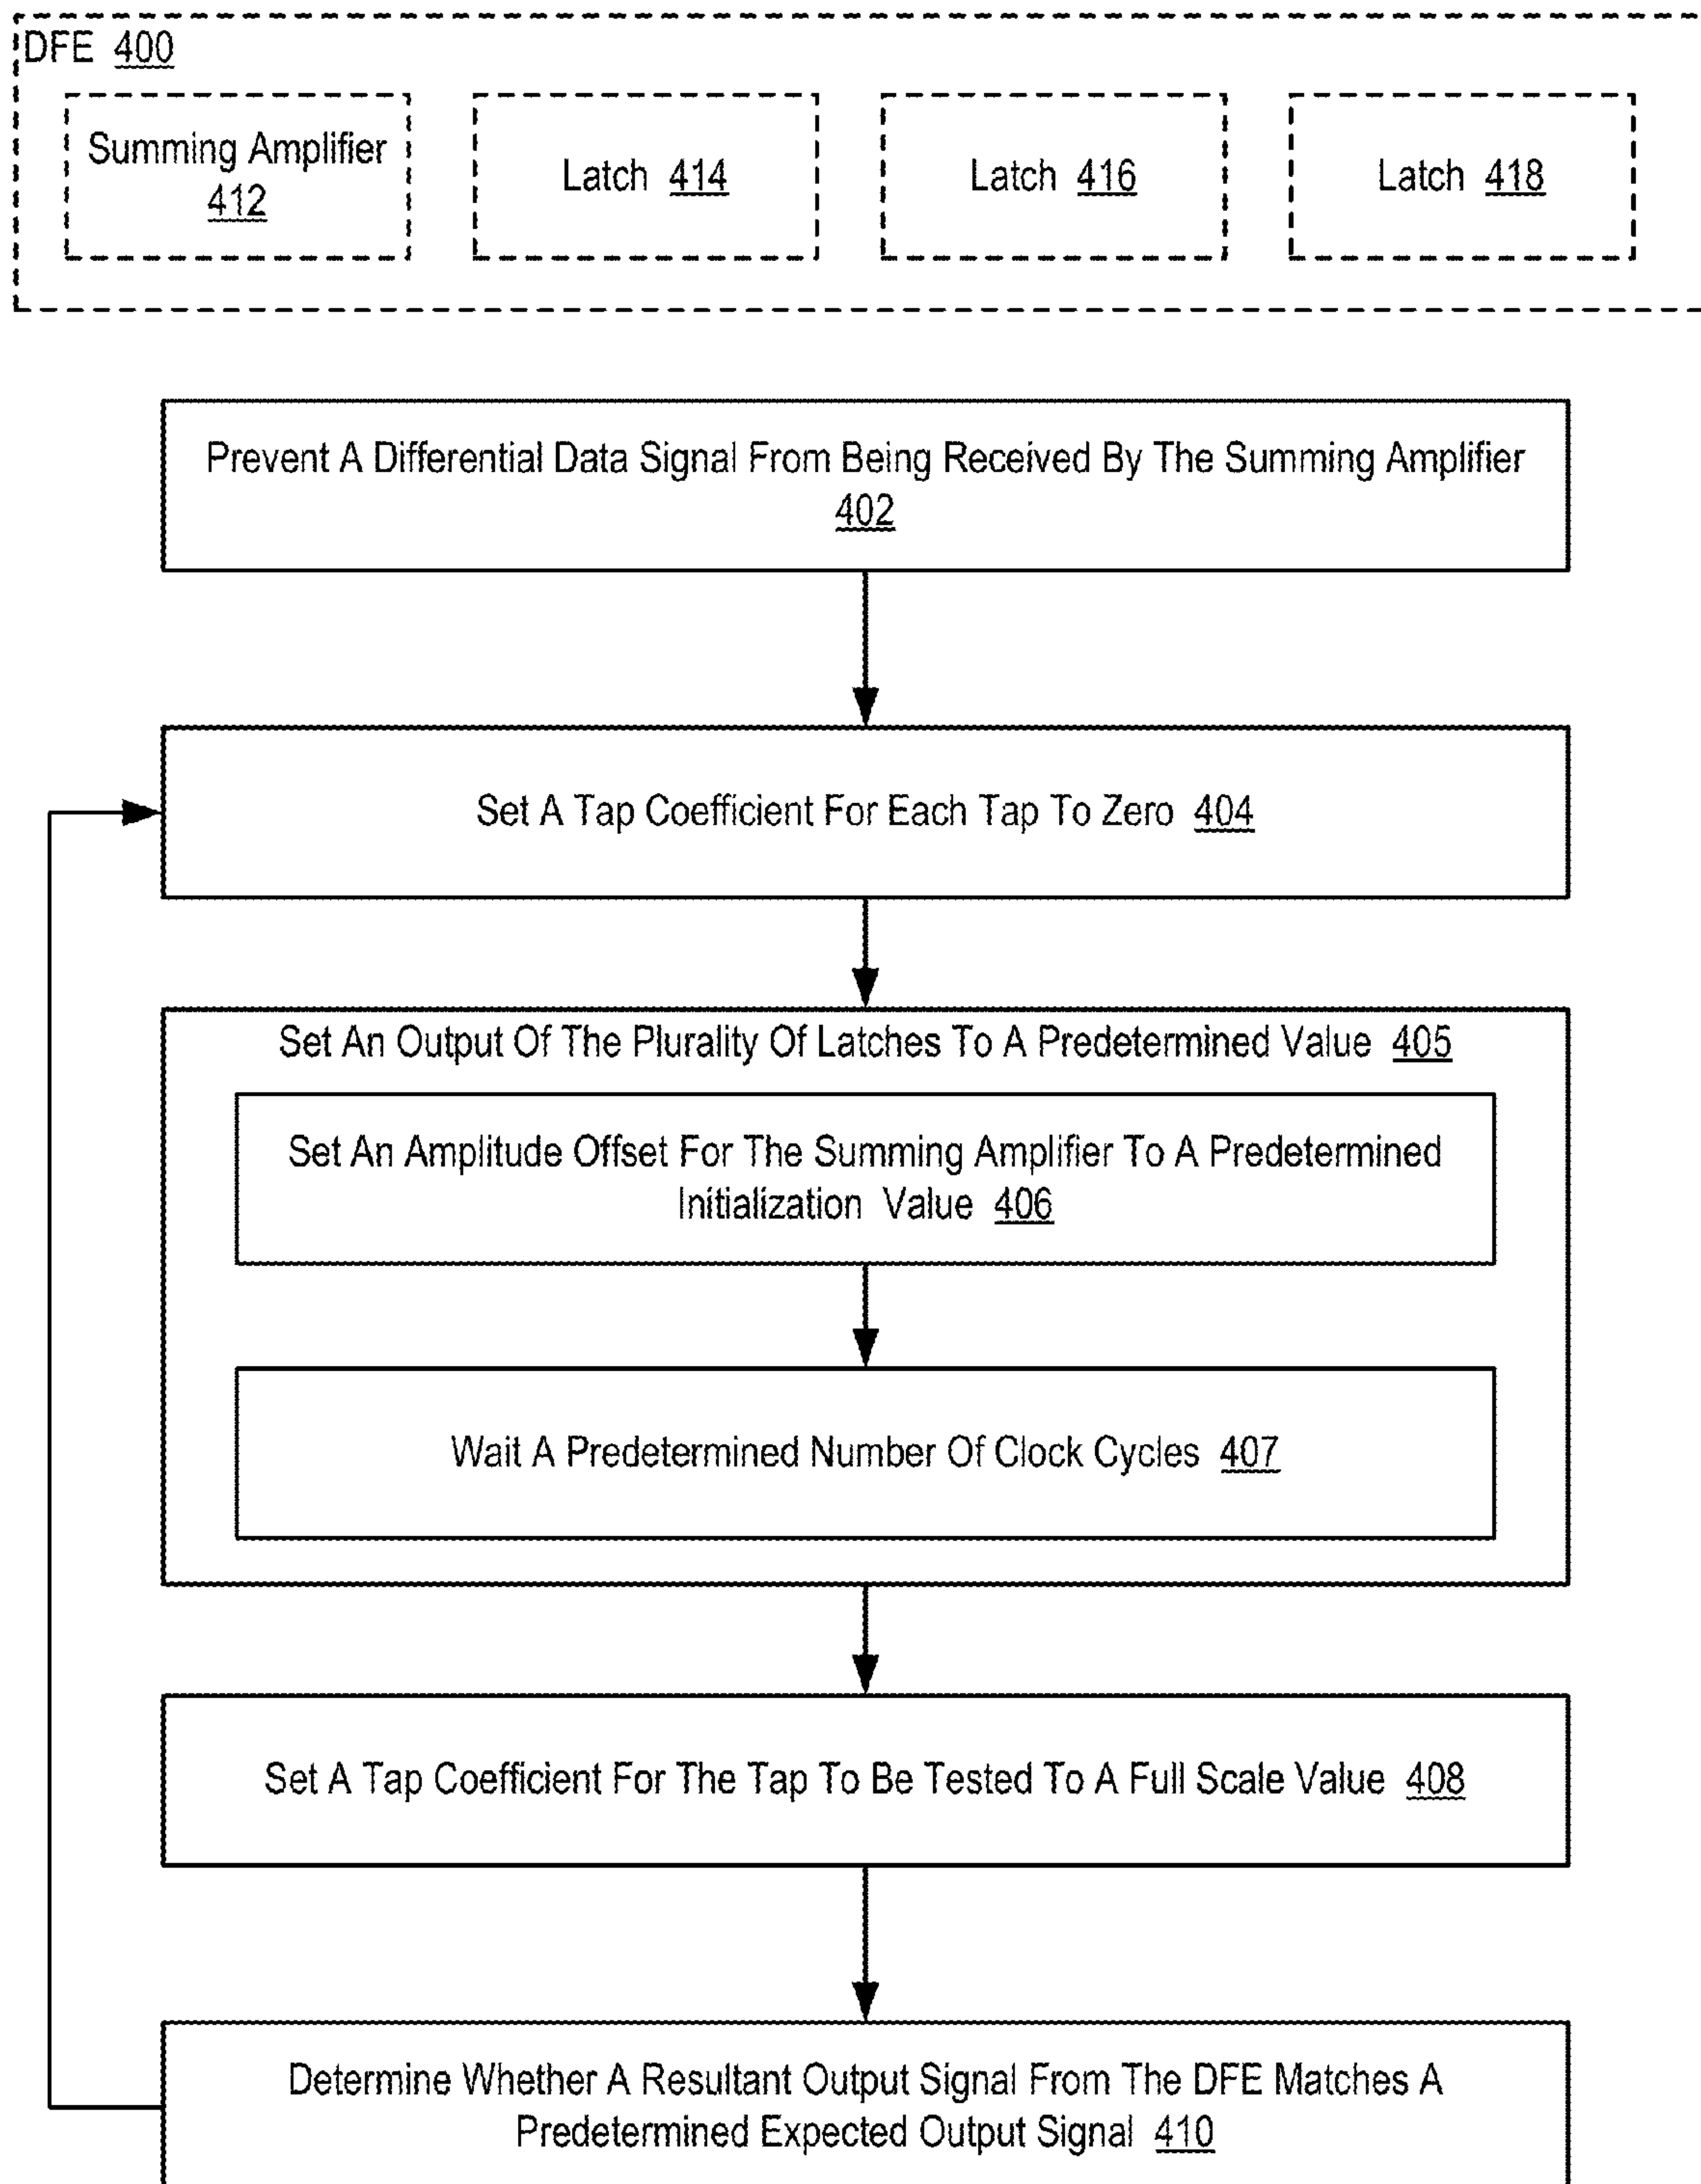 DFE 400
Summing Amplifier
412
Latch 414
Latch 416
Latch 418
Prevent A Differential Data Signal From Being Received By The Summing Amplifier
402
Set A Tap Coefficient For Each Tap To Zero 404
Set An Output Of The Plurality Of Latches To A Predetermined Value 405
Set An Amplitude Offset For The Summing Amplifier To A Predetermined
Initialization Value 406
Wait A Predetermined Number Of Clock Cycles 407
Set A Tap Coefficient For The Tap To Be Tested To A Full Scale Value 408
Determine Whether A Resultant Output Signal From The DFE Matches A
Predetermined Expected Output Signal 410